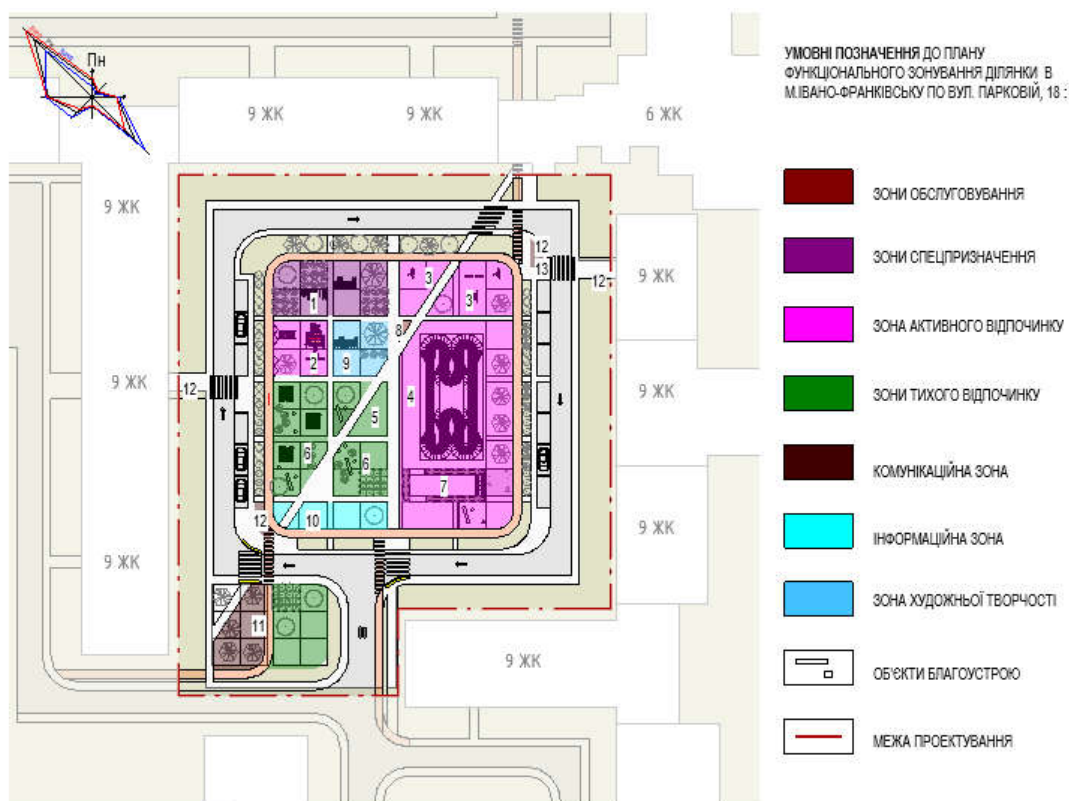 Пн
9 ЖК
9 ЖК
6 ЖК
9 ЖК
9 ЖК
9 ЖК
9 ЖК
9 ЖК
9 ЖК
9 ЖК
12
13
12
3
3
1
8
2
9
12
4
5
6
6
7
12
10
11
УМОВНІ ПОЗНАЧЕННЯ ДО ПЛАНУ
ФУНКЦІОНАЛЬНОГО ЗОНУВАННЯ ДІЛЯНКИ В
М.ІВАНО-ФРАНКІВСЬКУ ПО ВУЛ. ПАРКОВІЙ, 18 :
ЗОНИ ОБСЛУГОВУВАННЯ
ЗОНИ СПЕЦПРИЗНАЧЕННЯ
ЗОНА АКТИВНОГО ВІДПОЧИНКУ
ЗОНИ ТИХОГО ВІДПОЧИНКУ
КОМУНІКАЦІЙНА ЗОНА
ІНФОРМАЦІЙНА ЗОНА
ЗОНА ХУДОЖНЬОЇ ТВОРЧОСТІ
ОБ'ЄКТИ БЛАГОУСТРОЮ
МЕЖА ПРОЕКТУВАННЯ